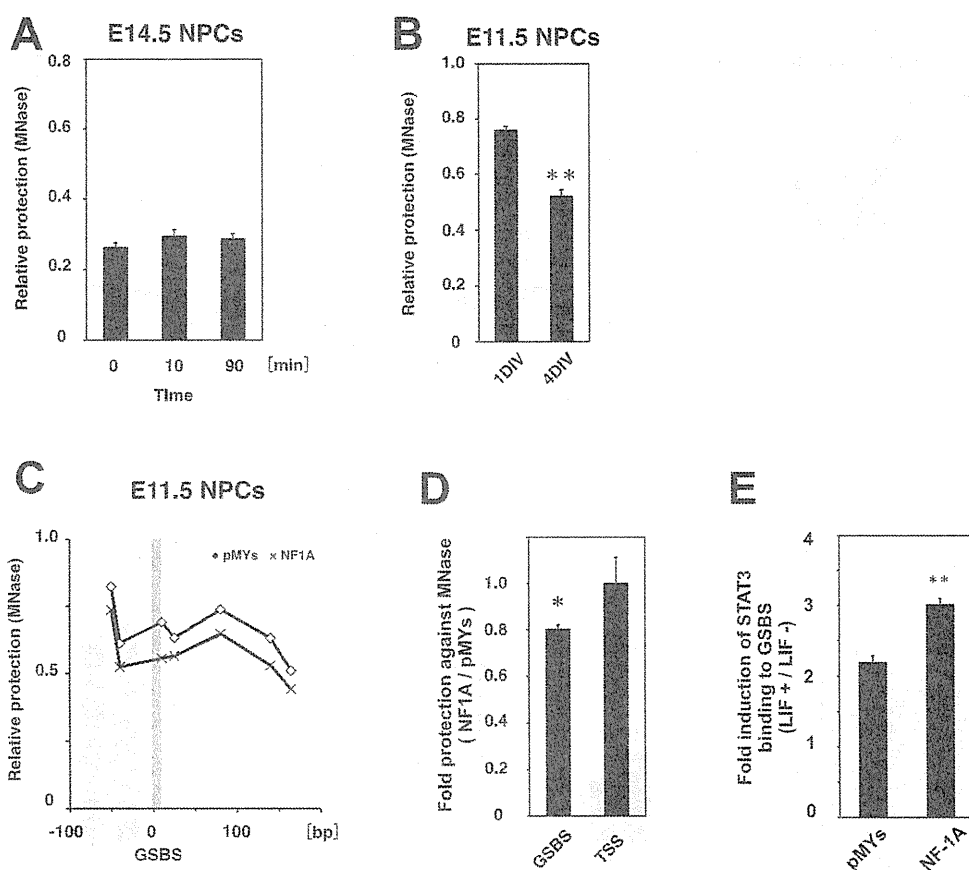 A
E14.5 NPCs
Relative protection (MNase)
0.8
0.6
0.4
0.2
0
0 10 90 [min]
Time
B
E11.5 NPCs
Relative protection (MNase)
1.0
0.8
0.6
0.4
0.2
0
**
1DIV 4DIV
C
E11.5 NPCs
Relative protection (MNase)
1.0
0.5
0
pMYs × NF1A
-100 0 100 [bp]
GSBS
D
Fold protection against MNase
( NF1A / pMYs )
1.0
0.8
0.6
0.4
0.2
0
*
GSBS TSS
E
Fold induction of STAT3
binding to GSBS
(LIF + / LIF -)
4
3
2
1
0
**
pMYs NF-1A